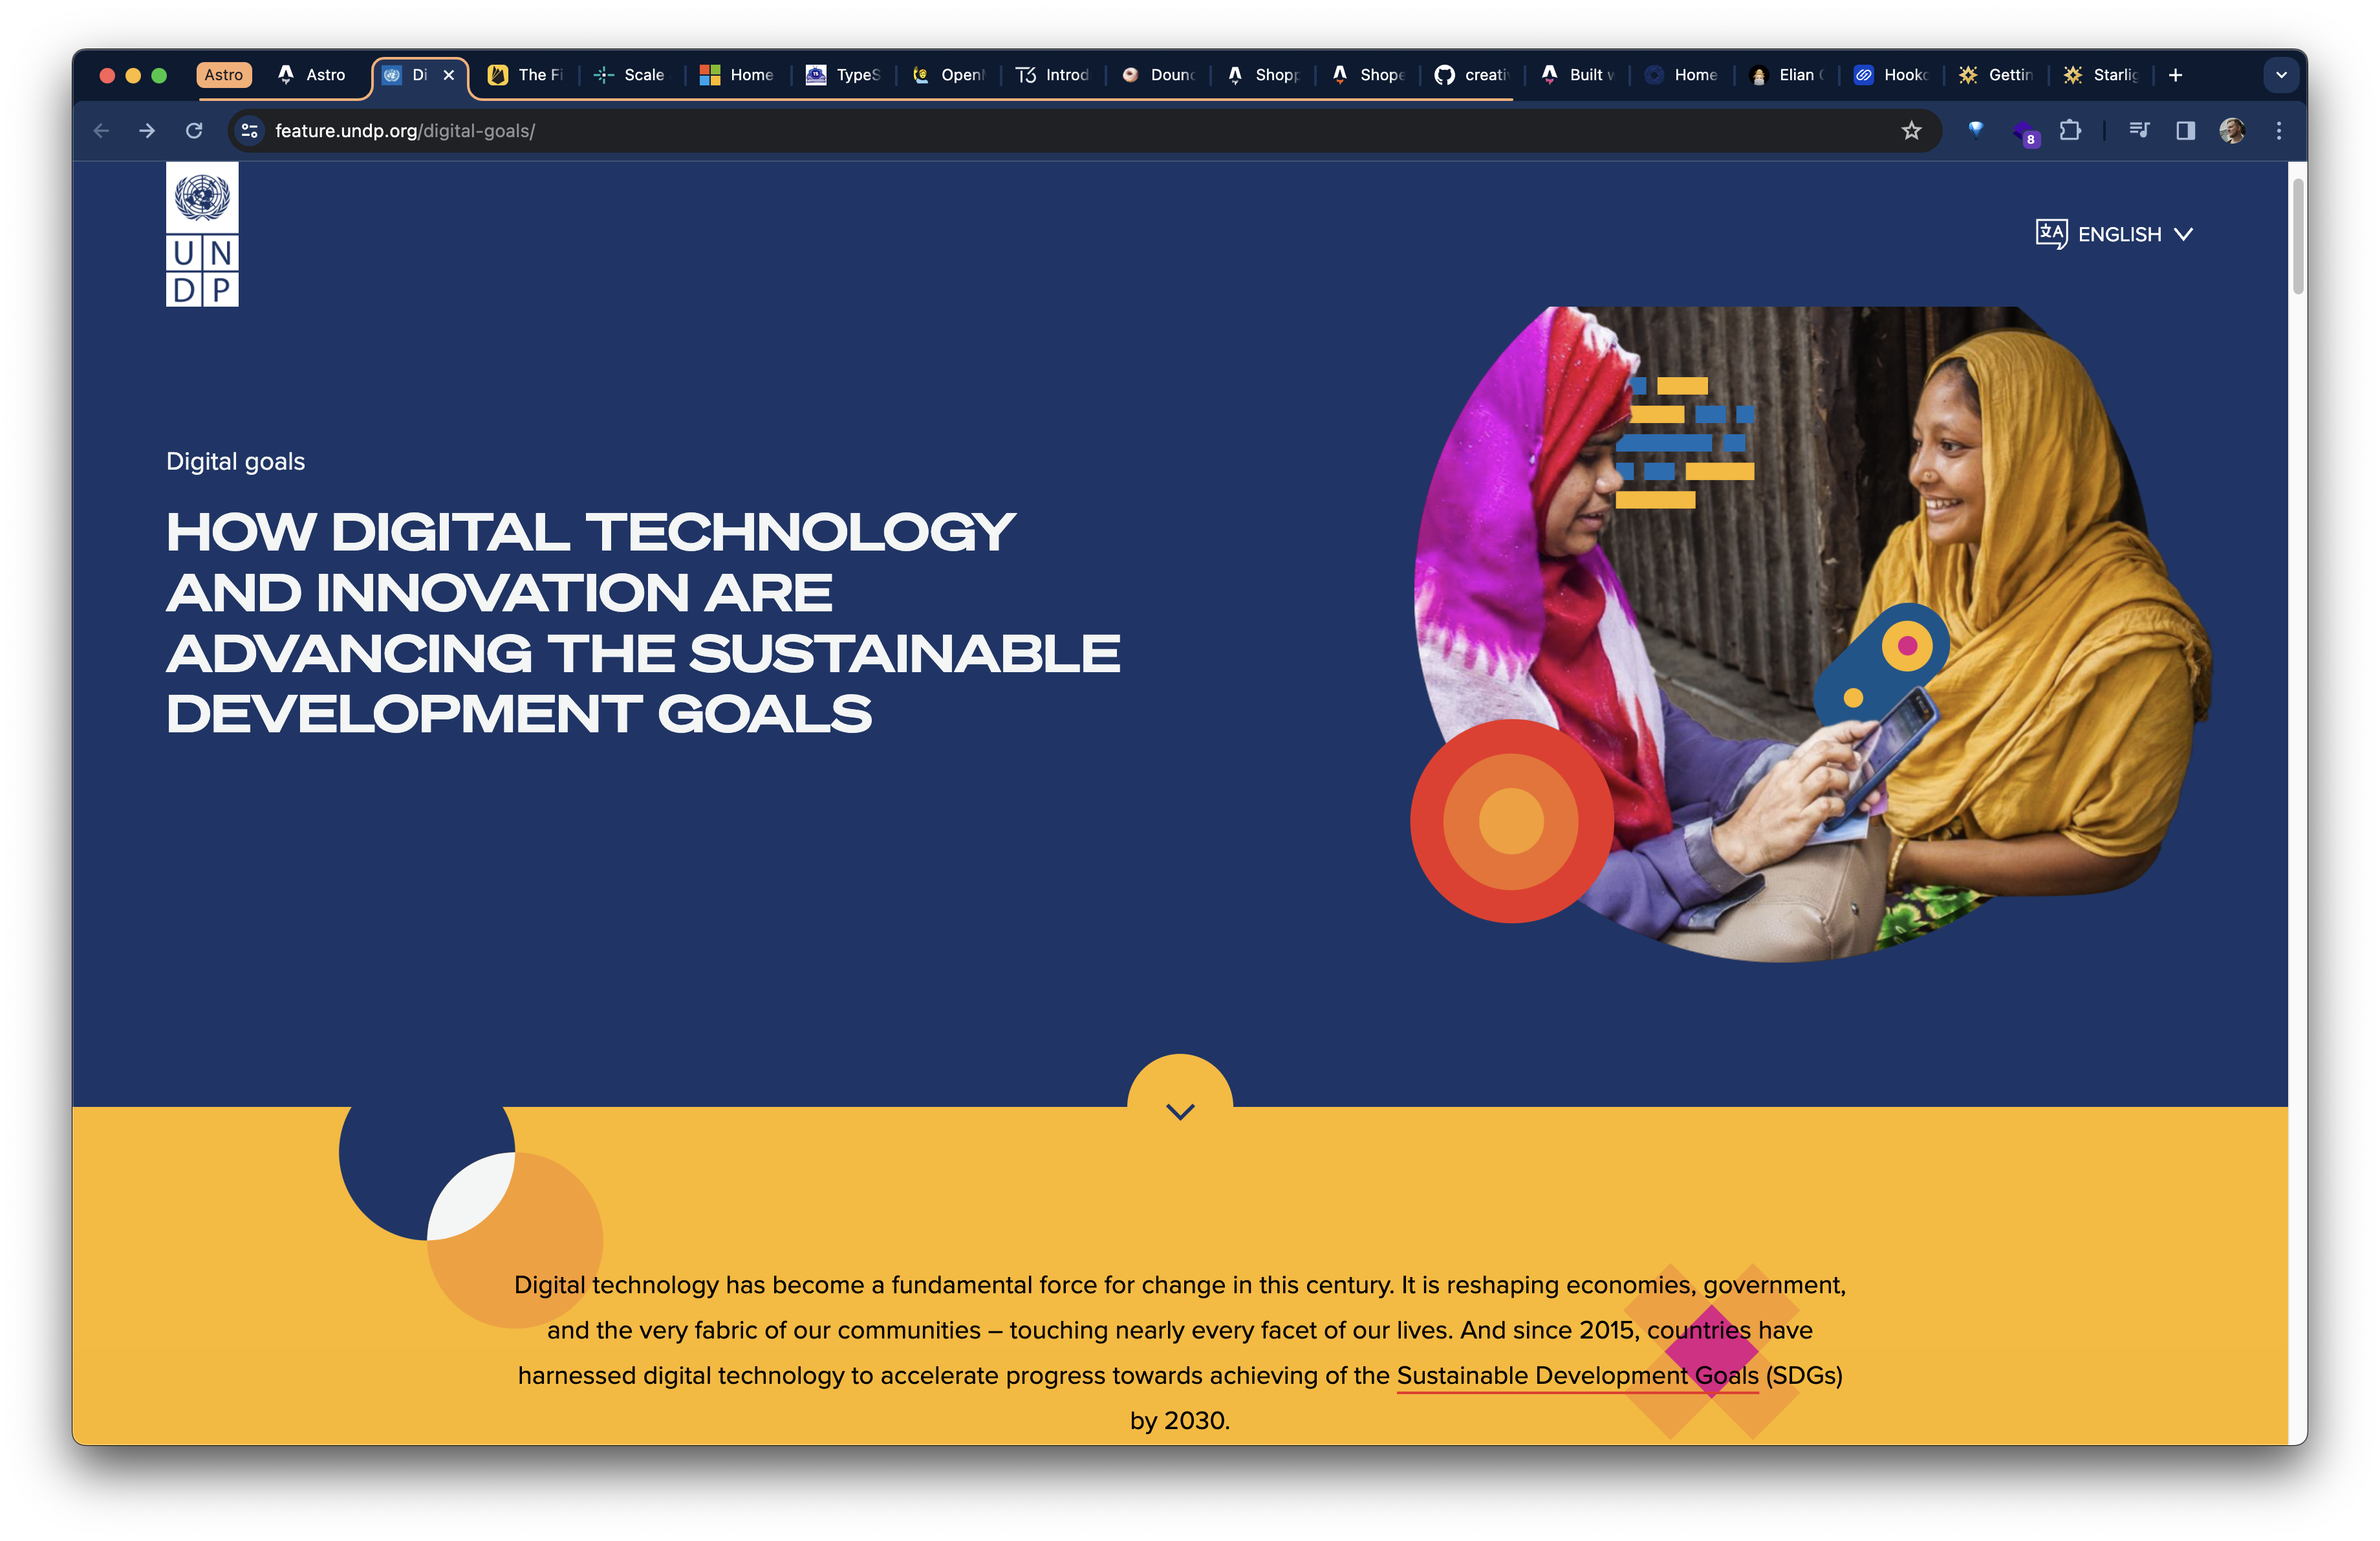 Astro
Astro
Di
The Fi
Scale
Home
TypeS
Open
Introd
Doun
Shopp
Shope
creati
Built
Home
Elian
Hook
Gettin
Starlig
feature.undp.org/digital-goals/
8
U N
D P
ENGLISH
Digital goals
HOW DIGITAL TECHNOLOGY
AND INNOVATION ARE
ADVANCING THE SUSTAINABLE
DEVELOPMENT GOALS
Digital technology has become a fundamental force for change in this century. It is reshaping economies, government,
and the very fabric of our communities – touching nearly every facet of our lives. And since 2015, countries have
harnessed digital technology to accelerate progress towards achieving of the Sustainable Development Goals (SDGs)
by 2030.